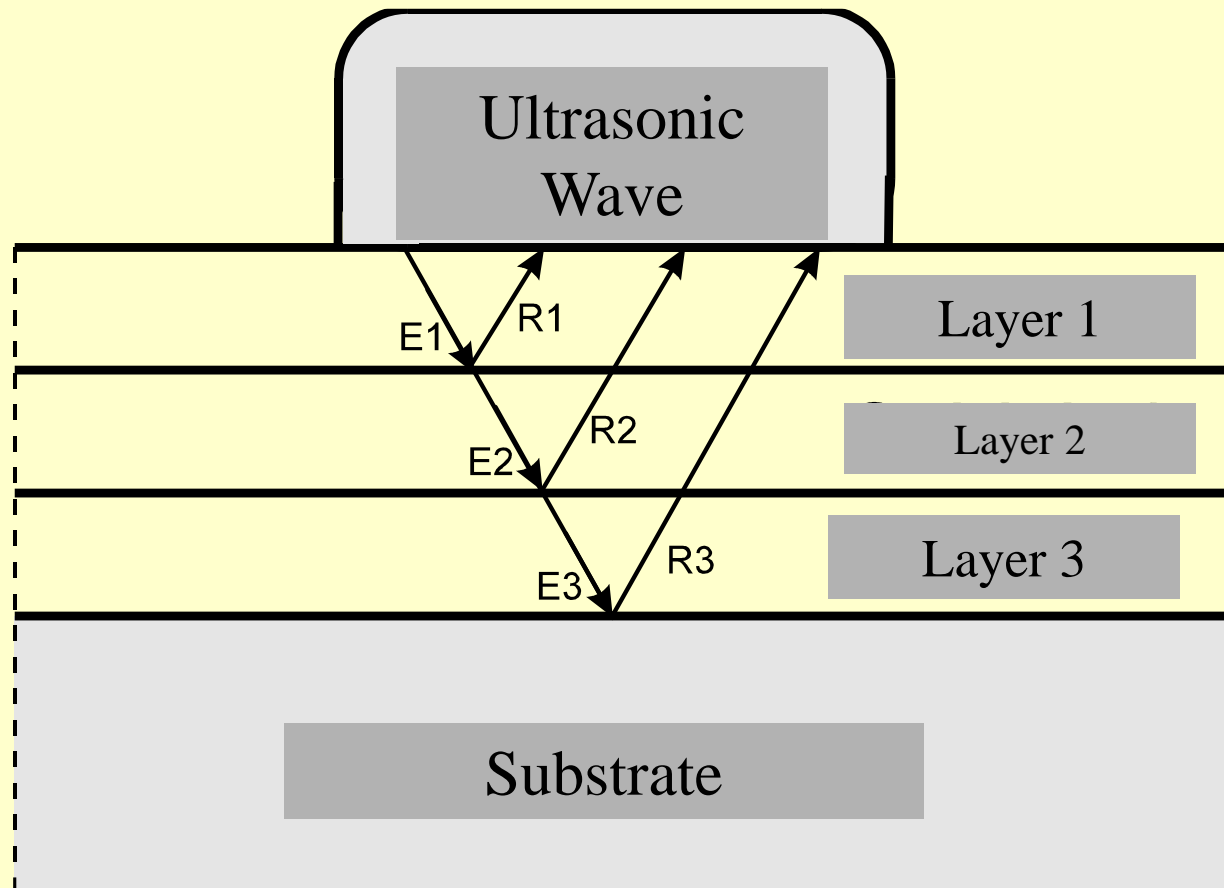 Ultrasonic
Wave
Layer 1
E1
R1
Layer 2
R2
E2
Layer 3
R3
E3
Substrate